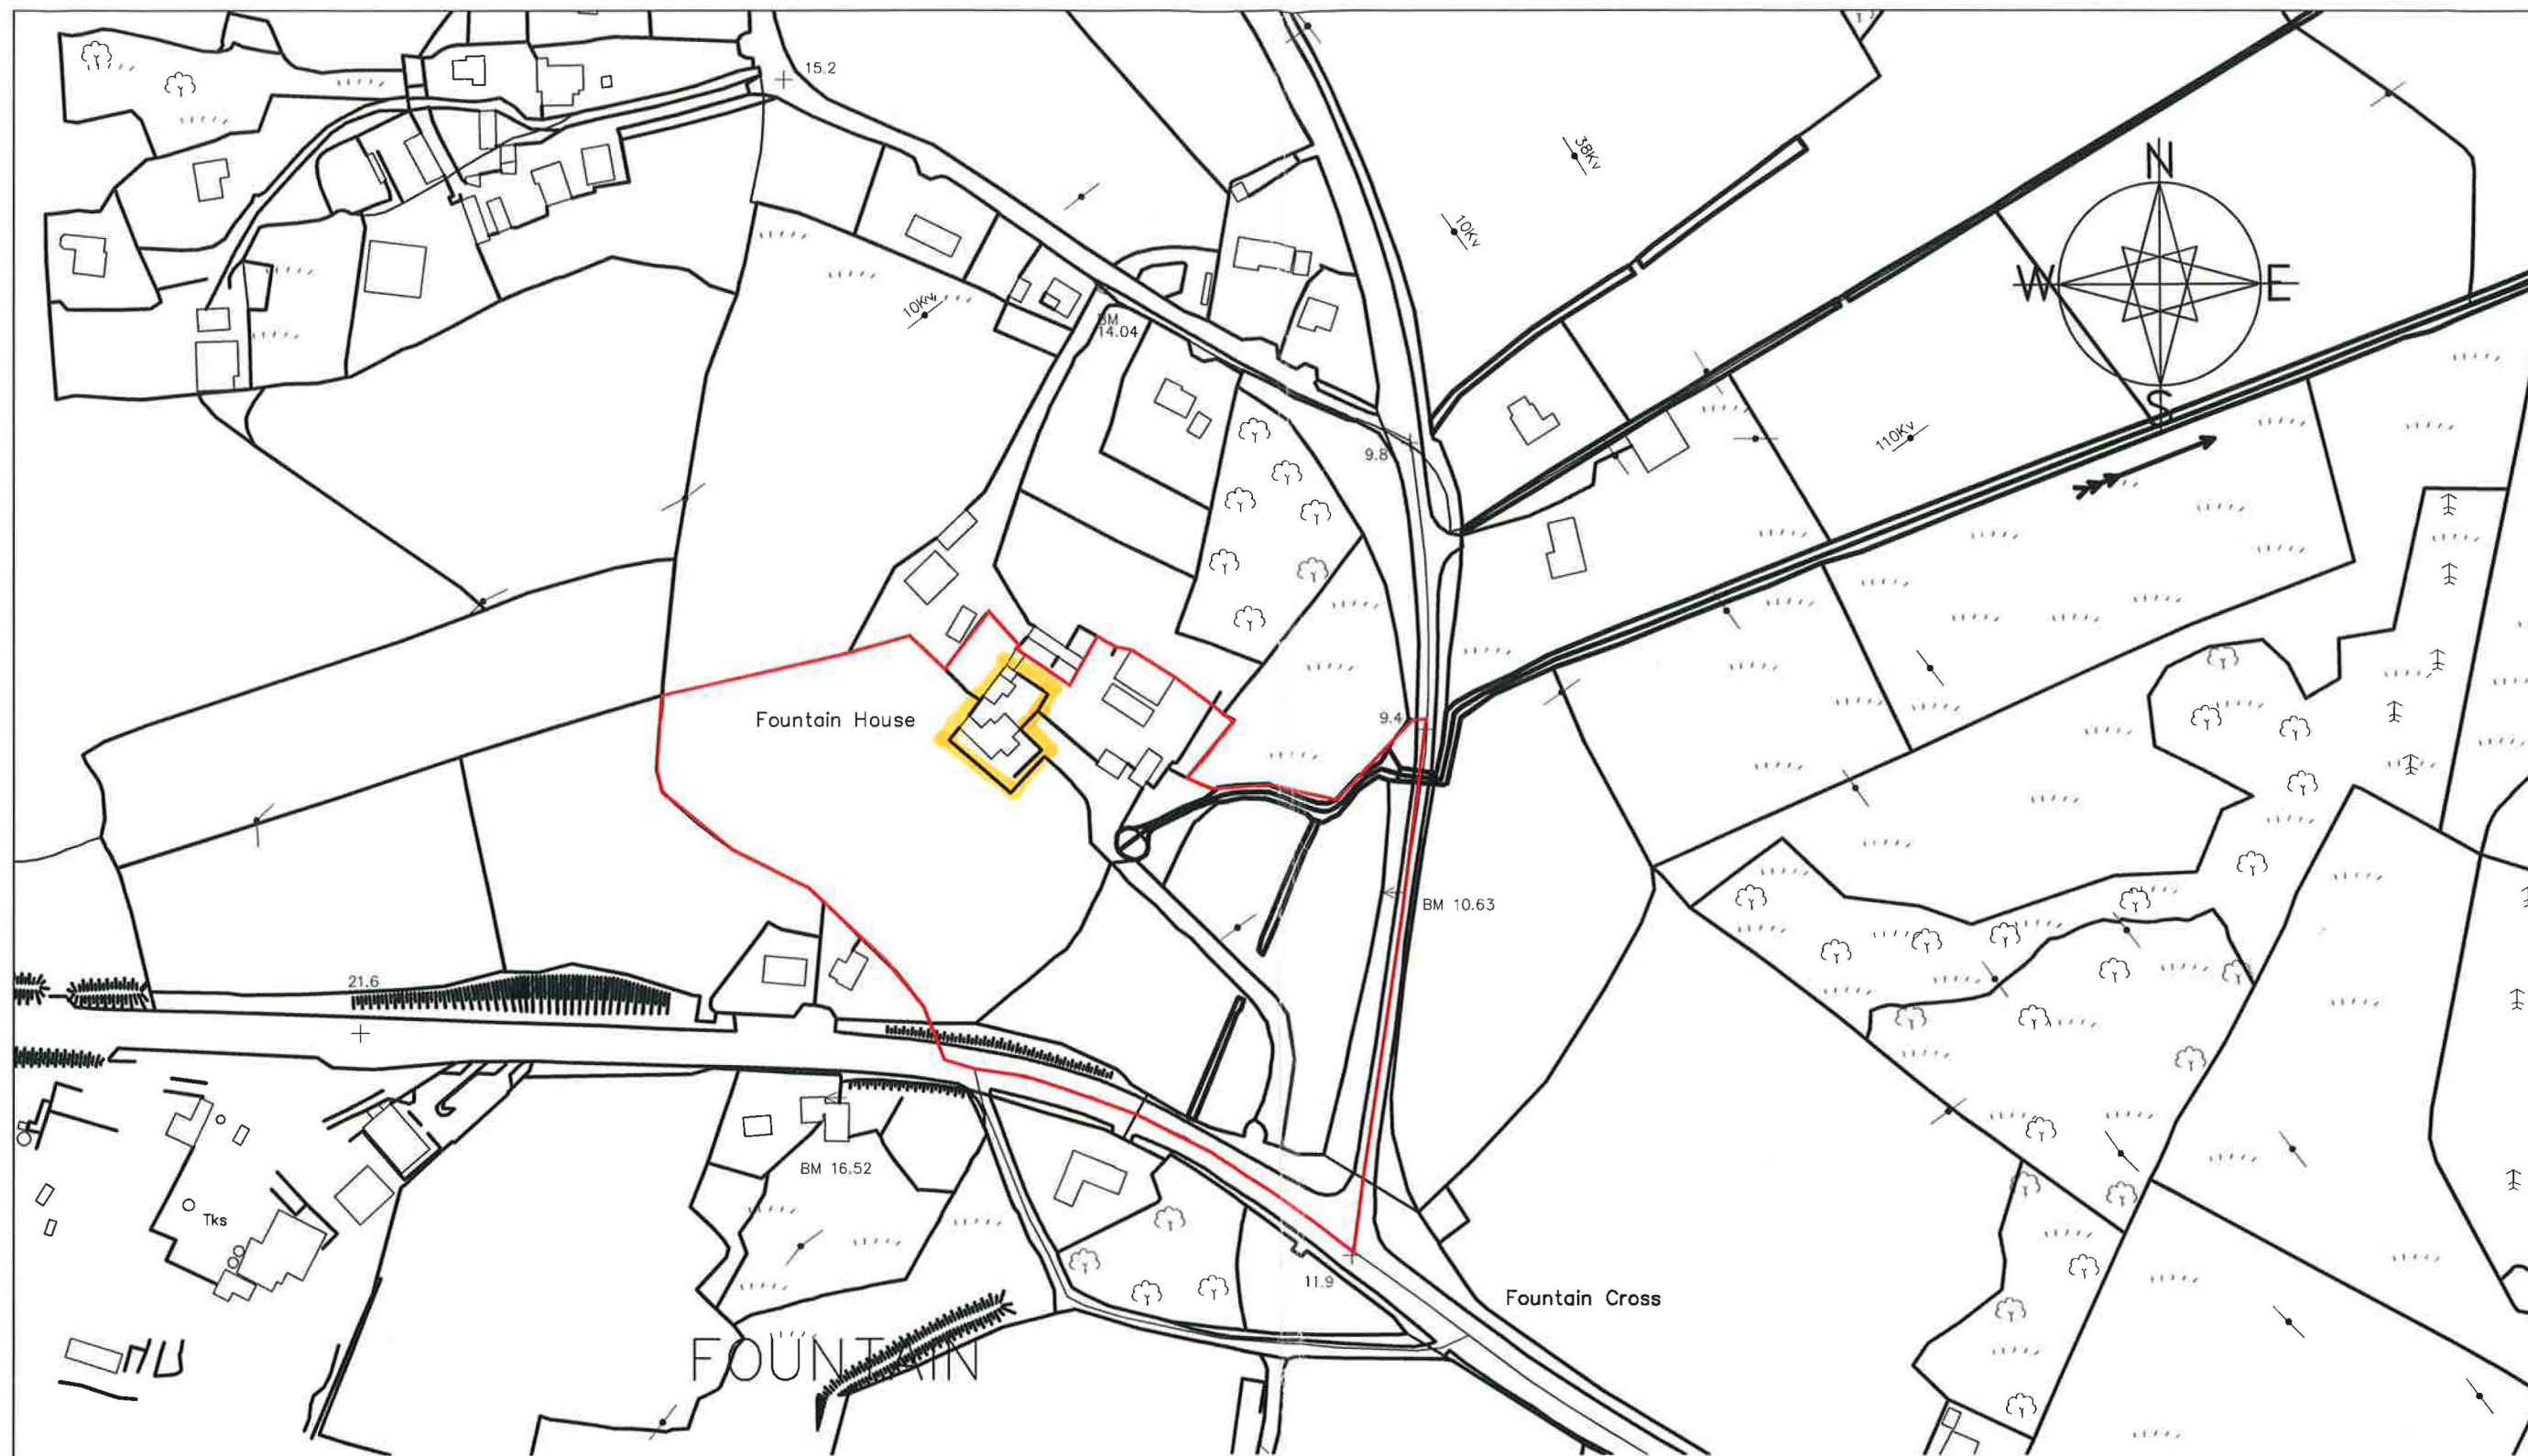 15.2
38Kv
N
10Kv
W
E
10Kv
BM
14.04
S
110Kv
9.8
Fountain House
9.4
BM 10.63
21.6
BM 16.52
Tks
11.9
Fountain Cross
FOUNTAIN